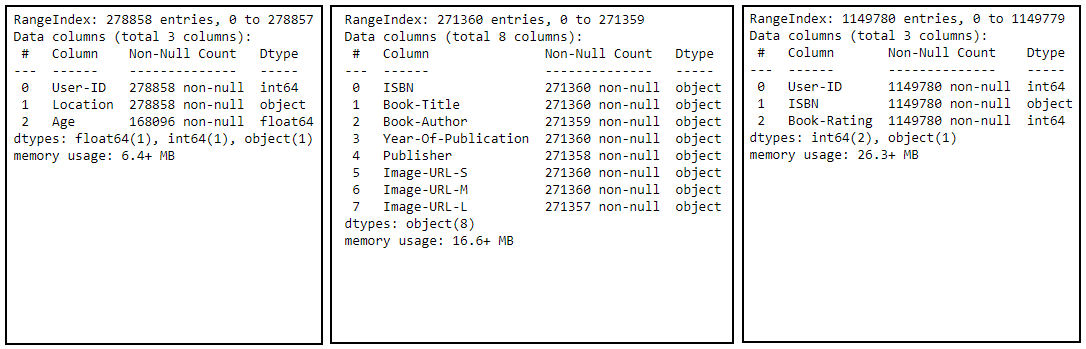 RangeIndex: 278858 entries, 0 to 278857
Data columns (total 3 columns):
 #   Column    Non-Null Count   Dtype
---  ------    --------------   -----
 0   User-ID   278858 non-null  int64
 1   Location  278858 non-null  object
 2   Age       168096 non-null  float64
dtypes: float64(1), int64(1), object(1)
memory usage: 6.4+ MB
RangeIndex: 271360 entries, 0 to 271359
Data columns (total 8 columns):
 #   Column               Non-Null Count   Dtype
---  ------               --------------   -----
 0   ISBN                 271360 non-null  object
 1   Book-Title           271360 non-null  object
 2   Book-Author          271359 non-null  object
 3   Year-Of-Publication  271360 non-null  object
 4   Publisher            271358 non-null  object
 5   Image-URL-S          271360 non-null  object
 6   Image-URL-M          271360 non-null  object
 7   Image-URL-L          271357 non-null  object
dtypes: object(8)
memory usage: 16.6+ MB
RangeIndex: 1149780 entries, 0 to 1149779
Data columns (total 3 columns):
 #   Column       Non-Null Count    Dtype
---  ------       --------------    -----
 0   User-ID      1149780 non-null  int64
 1   ISBN         1149780 non-null  object
 2   Book-Rating  1149780 non-null  int64
dtypes: int64(2), object(1)
memory usage: 26.3+ MB